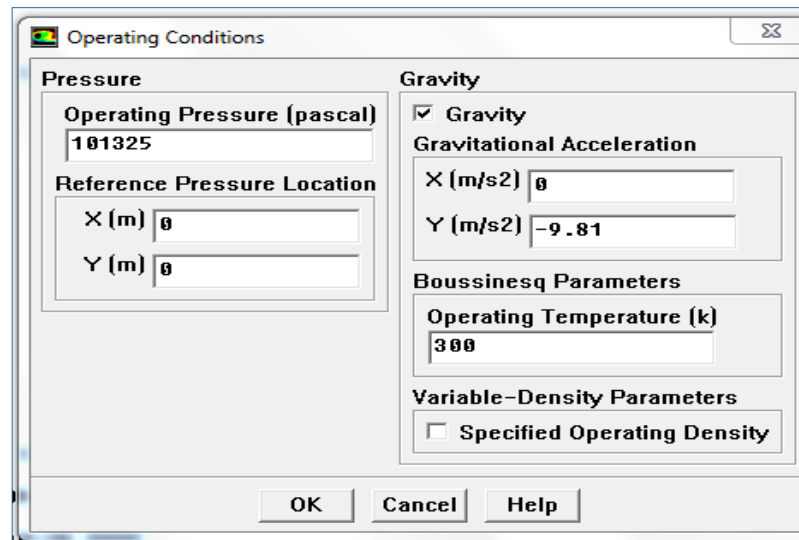 Operating Conditions
Pressure
Operating Pressure (pascal)
101325
Reference Pressure Location
X (m) 0
Y (m) 0
Gravity
Gravity
Gravitational Acceleration
X (m/s2) 0
Y (m/s2) -9.81
Boussinesq Parameters
Operating Temperature (k)
300
Variable-Density Parameters
Specified Operating Density
OK Cancel Help